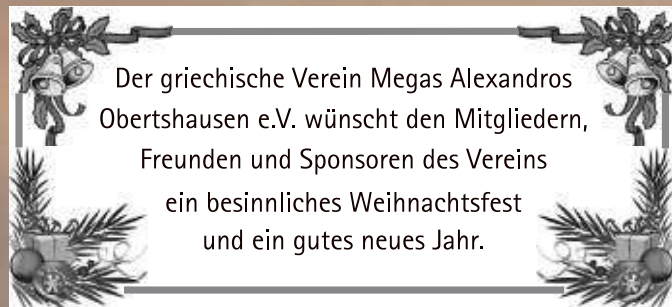 Der griechische Verein Megas Alexandros
Obertshausen e.V. wünscht den Mitgliedern,
Freunden und Sponsoren des Vereins
ein besinnliches Weihnachtsfest
und ein gutes neues Jahr.